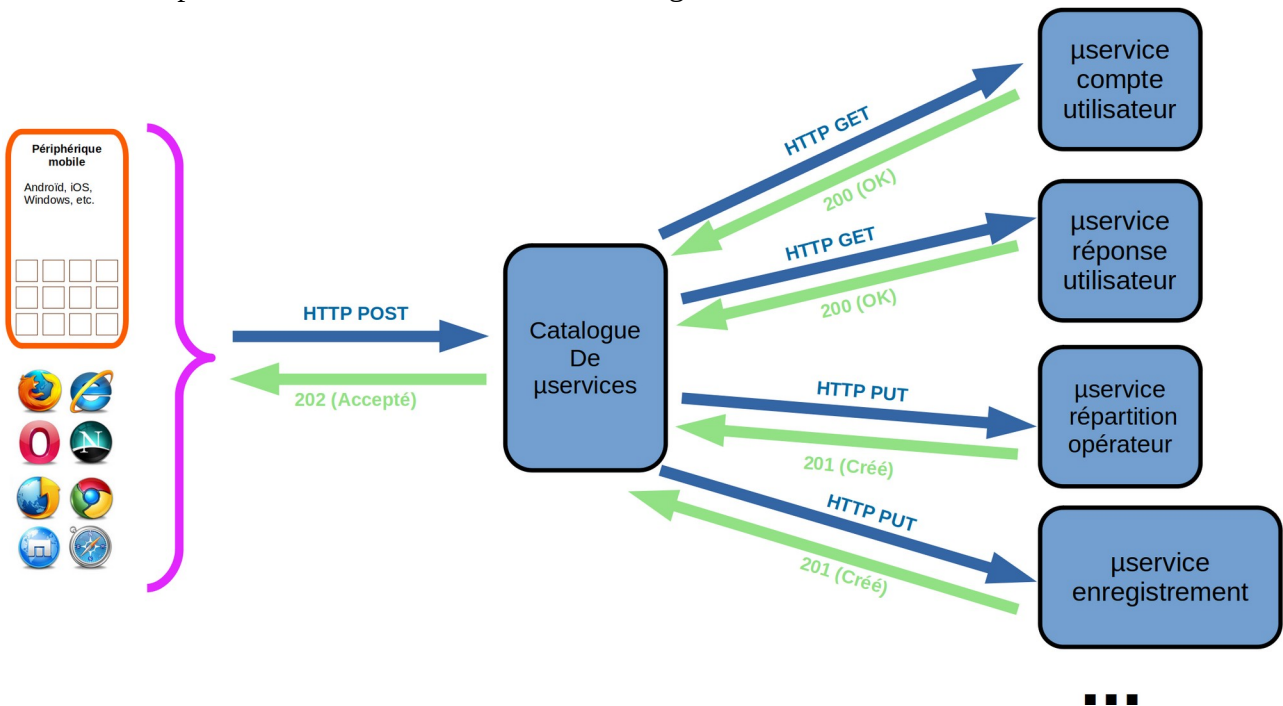 Périphérique
mobile
Androïd, iOS,
Windows, etc.
HTTP POST
202 (Accepté)
Catalogue
De
µservices
HTTP GET
200 (OK)
HTTP GET
200 (OK)
HTTP PUT
201 (Créé)
HTTP PUT
201 (Créé)
µservice
compte
utilisateur
µservice
réponse
utilisateur
µservice
répartition
opérateur
µservice
enregistrement
...